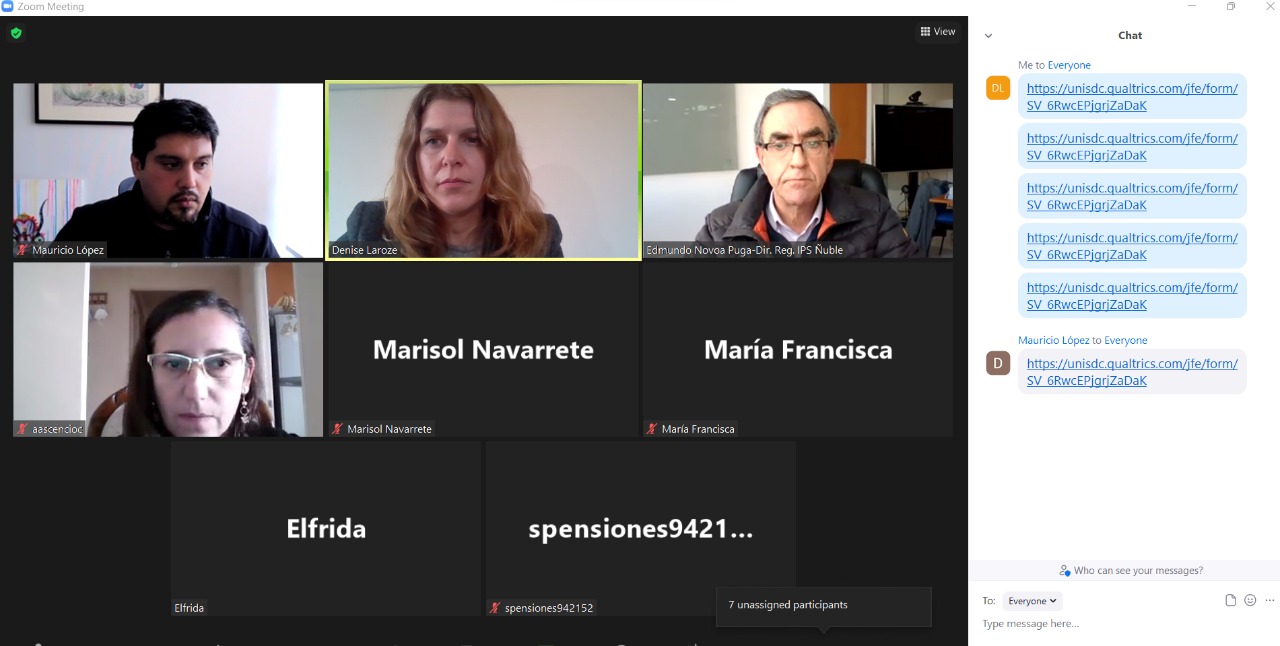 Zoom Meeting
View
Mauricio López
Denise Laroze
Edmundo Novoa Puga-Dir. Reg. IPS Ñuble
aascencioc
Marisol Navarrete
Marisol Navarrete
María Francisca
María Francisca
Elfrida
Elfrida
spensiones9421...
spensiones942152
7 unassigned participants
Chat
Me to Everyone
DL
https://unisdc.qualtrics.com/jfe/form/
SV_6RwcEPjgrjZaDaK
https://unisdc.qualtrics.com/jfe/form/
SV_6RwcEPjgrjZaDaK
https://unisdc.qualtrics.com/jfe/form/
SV_6RwcEPjgrjZaDaK
https://unisdc.qualtrics.com/jfe/form/
SV_6RwcEPjgrjZaDaK
https://unisdc.qualtrics.com/jfe/form/
SV_6RwcEPjgrjZaDaK
Mauricio López to Everyone
D
https://unisdc.qualtrics.com/jfe/form/
SV_6RwcEPjgrjZaDaK
Who can see your messages?
To: Everyone
Type message here...